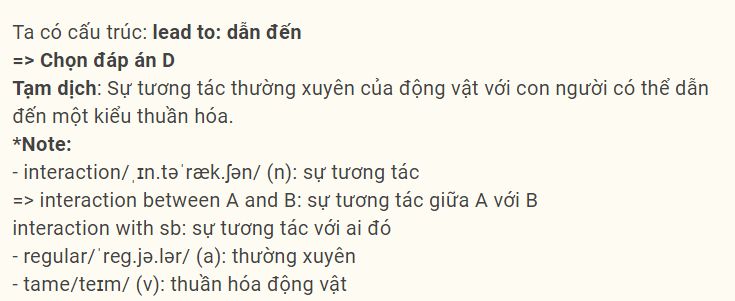 Ta có cấu trúc: lead to: dẫn đến
=> Chọn đáp án D
Tạm dịch: Sự tương tác thường xuyên của động vật với con người có thể dẫn
đến một kiểu thuần hóa.
*Note:
- interaction/ˌɪn.təˈræk.ʃən/ (n): sự tương tác
=> interaction between A and B: sự tương tác giữa A với B
interaction with sb: sự tương tác với ai đó
- regular/ˈreɡ.jə.lər/ (a): thường xuyên
- tame/teɪm/ (v): thuần hóa động vật